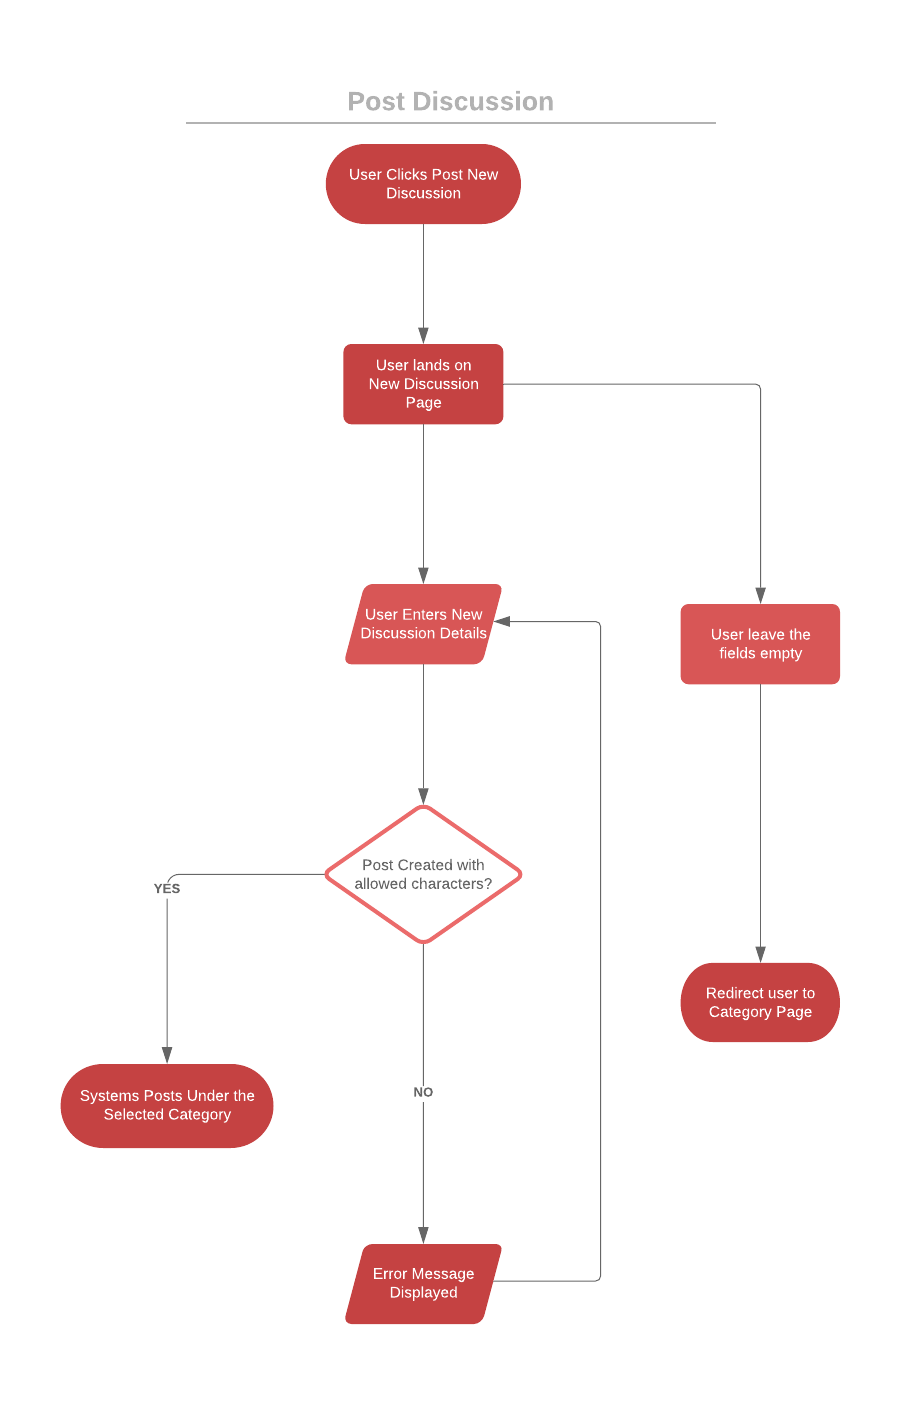 Post Discussion
User Clicks Post New
Discussion
User lands on
New Discussion
Page
User Enters New
Discussion Details
User leave the
fields empty
Post Created with
allowed characters?
YES
Redirect user to
Category Page
NO
Systems Posts Under the
Selected Category
Error Message
Displayed